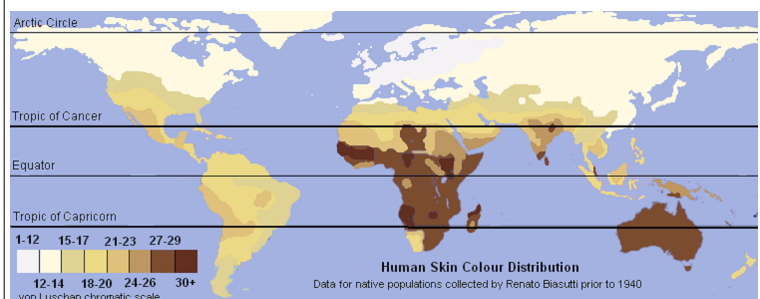 Arctic Circle
Tropic of Cancer
Equator
Tropic of Capricorn
1-12 15-17 21-23 27-29
12-14 18-20 24-26 30+
von Luschan chromatic scale
Human Skin Colour Distribution
Data for native populations collected by Renato Biasutti prior to 1940